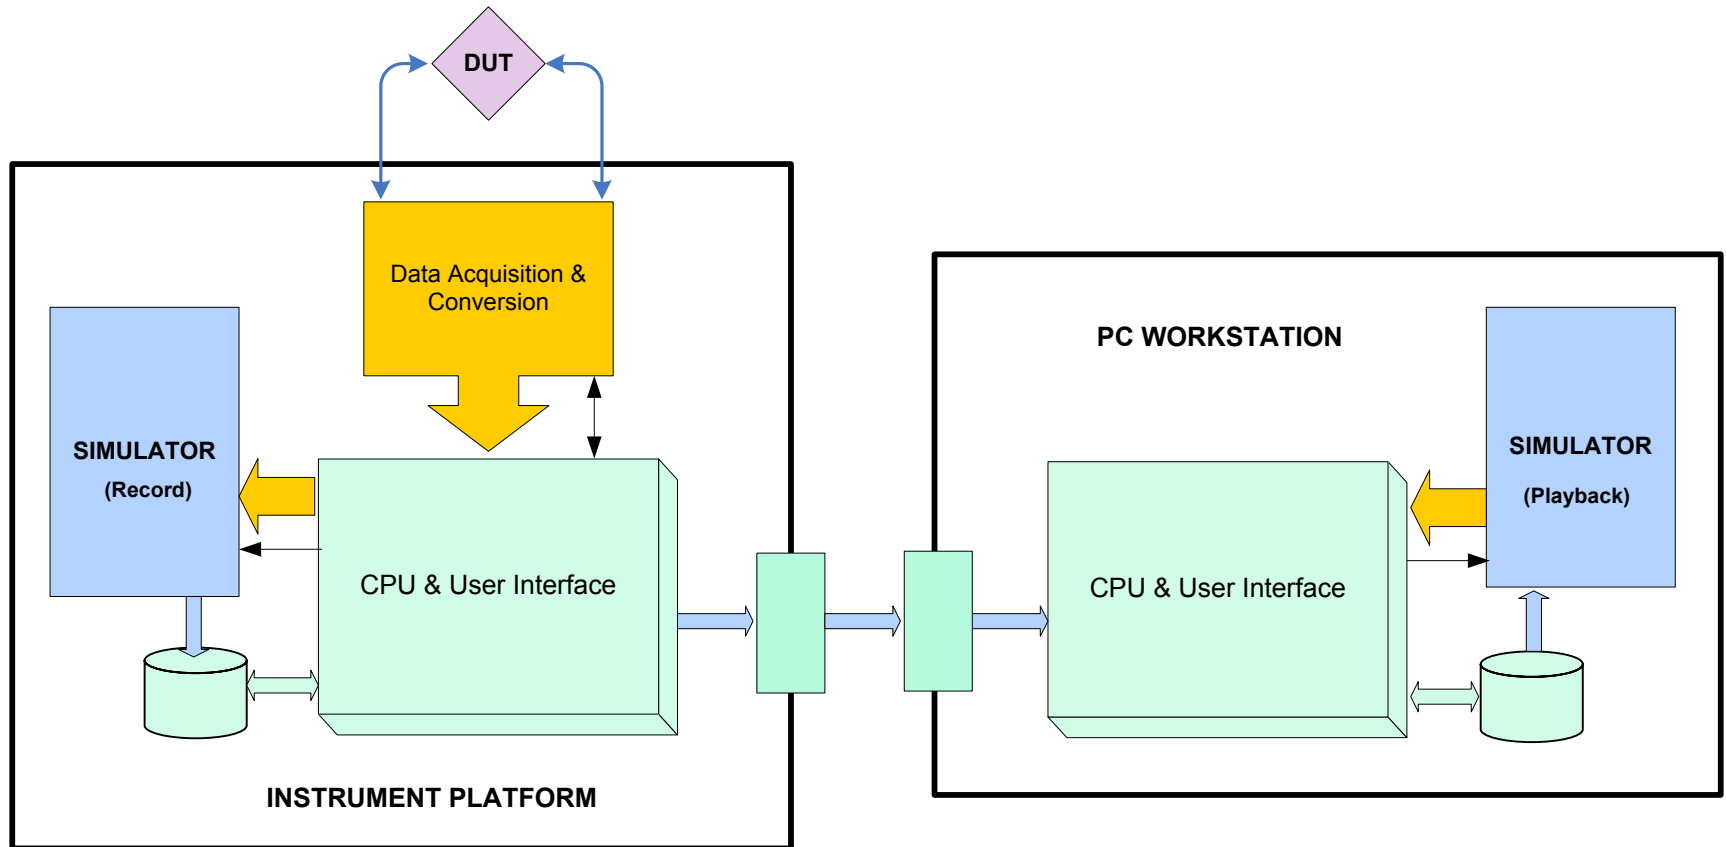 DUT
Data Acquisition &
Conversion
SIMULATOR
(Record)
CPU & User Interface
INSTRUMENT PLATFORM
PC WORKSTATION
SIMULATOR
(Playback)
CPU & User Interface